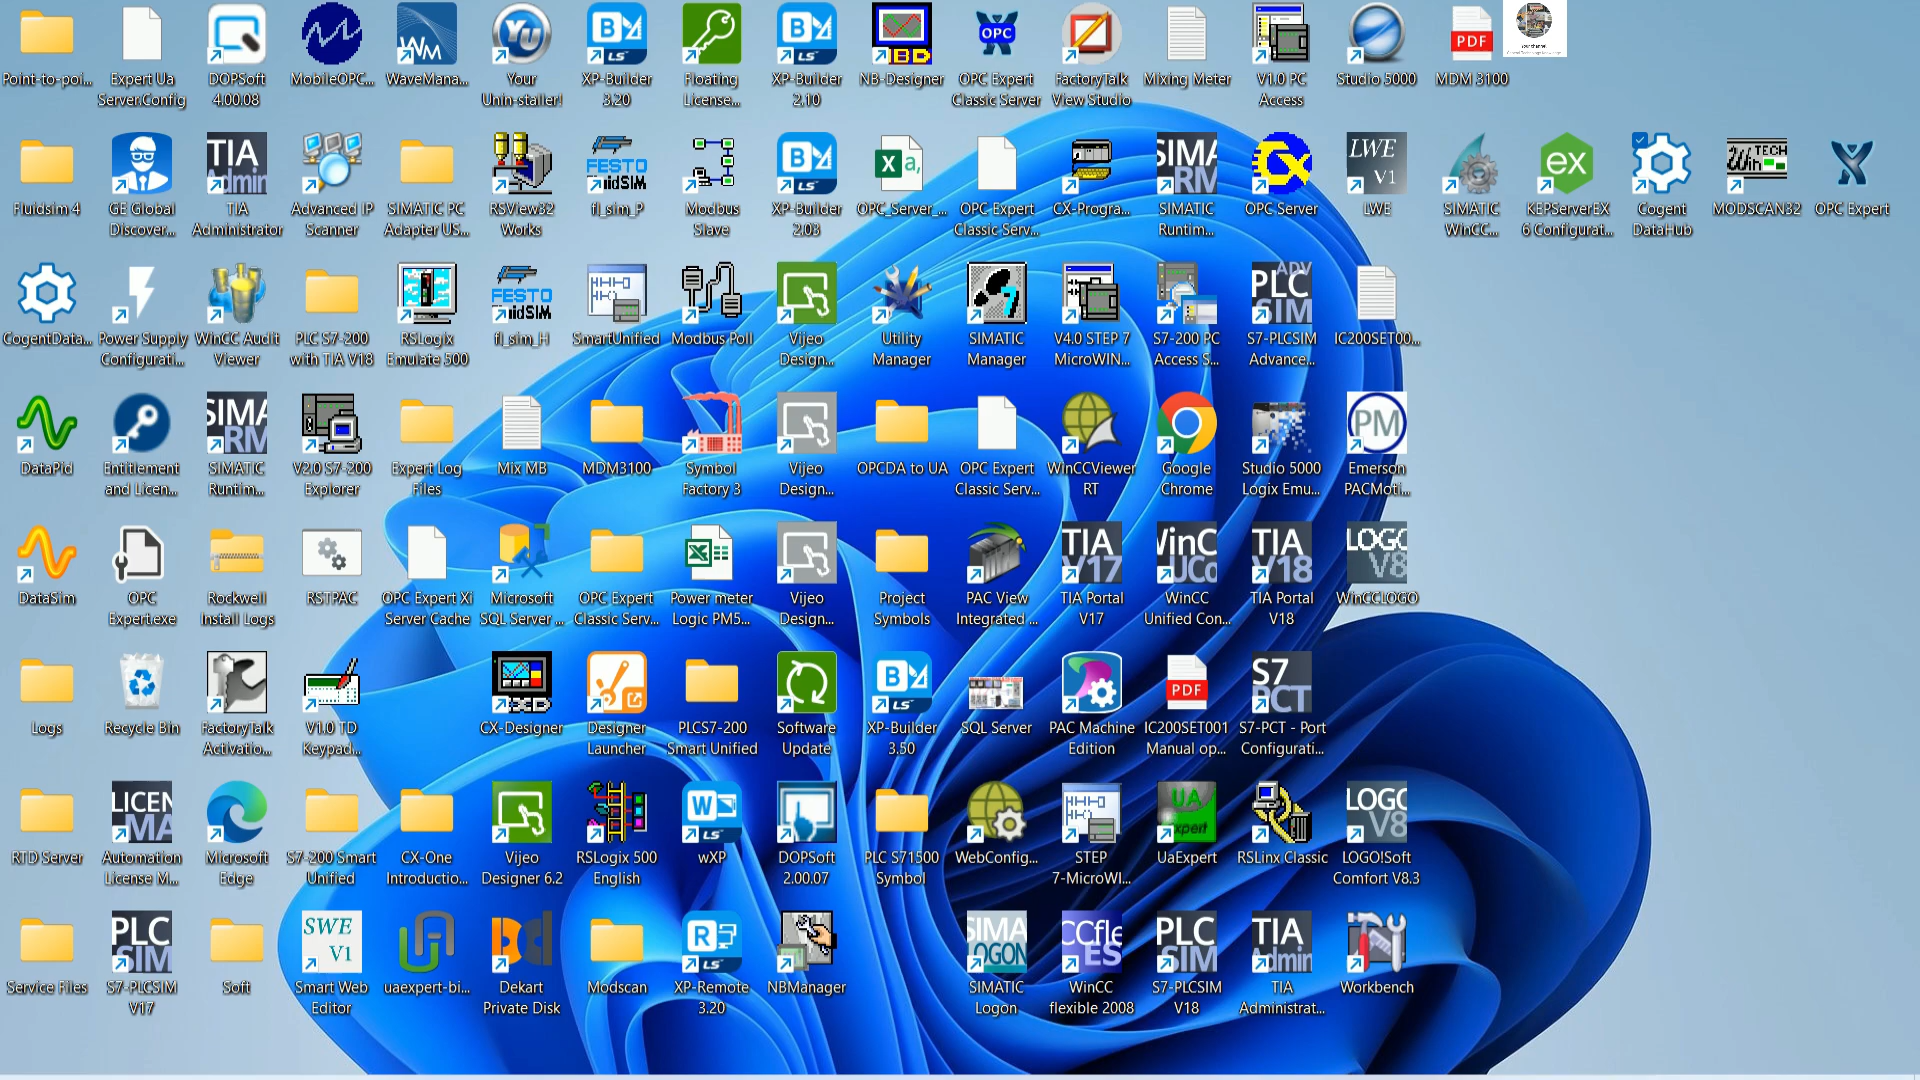 Point-to-poi...
Expert Ua
Server.Config
DOPSoft
4.00.08
MobileOPC...
WaveMana...
Your
Unin-staller!
XP-Builder
3.20
Floating
License...
XP-Builder
2.10
NB-Designer
OPC Expert
Classic Server
FactoryTalk
View Studio
Mixing Meter
V1.0 PC
Access
Studio 5000
MDM 3100
Fluidsim 4
GE Global
Discover...
TIA
Administrator
Advanced IP
Scanner
SIMATIC PC
Adapter US...
RSView32
Works
fl_sim_P
Modbus
Slave
XP-Builder
2.03
OPC_Server_...
OPC Expert
Classic Serv...
CX-Progra...
SIMATIC
Runtim...
OPC Server
LWE
SIMATIC
WinCC...
KEPServerEX
6 Configurat...
Cogent
DataHub
MODSCAN32
OPC Expert
CogentData...
Power Supply
Configurati...
WinCC Audit
Viewer
PLC S7-200
with TIA V18
RSLogix
Emulate 500
fl_sim_H
SmartUnified
Modbus Poll
Vijeo
Design...
Utility
Manager
SIMATIC
Manager
V4.0 STEP 7
MicroWIN...
S7-200 PC
Access S...
S7-PLCSIM
Advance...
IC200SET00...
DataPid
Entitlement
and Licen...
SIMATIC
Runtim...
V2.0 S7-200
Explorer
Expert Log
Files
Mix MB
MDM3100
Symbol
Factory 3
Vijeo
Design...
OPCDA to UA
OPC Expert
Classic Serv...
WinCCViewer
RT
Google
Chrome
Studio 5000
Logix Emu...
Emerson
PACMoti...
DataSim
OPC
Expert.exe
Rockwell
Install Logs
RSTPAC
OPC Expert Xi
Server Cache
Microsoft
SQL Server ...
OPC Expert
Classic Serv...
Power meter
Logic PM5...
Vijeo
Design...
Project
Symbols
PAC View
Integrated ...
TIA Portal
V17
WinCC
Unified Con...
TIA Portal
V18
WinCCLOGO
Logs
Recycle Bin
FactoryTalk
Activatio...
V1.0 TD
Keypad...
CX-Designer
Designer
Launcher
PLCS7-200
Smart Unified
Software
Update
XP-Builder
3.50
SQL Server
PAC Machine
Edition
IC200SET001
Manual op...
S7-PCT - Port
Configurati...
RTD Server
Automation
License M...
Microsoft
Edge
S7-200 Smart
Unified
CX-One
Introductio...
Vijeo
Designer 6.2
RSLogix 500
English
wXP
DOPSoft
2.00.07
PLC S71500
Symbol
WebConfig...
STEP
7-MicroWI...
UaExpert
RSLinx Classic
LOGO!Soft
Comfort V8.3
Service Files
S7-PLCSIM
V17
Soft
Smart Web
Editor
uaexpert-bi...
Dekart
Private Disk
Modscan
XP-Remote
3.20
NBManager
SIMATIC
Logon
WinCC
flexible 2008
S7-PLCSIM
V18
TIA
Administrat...
Workbench